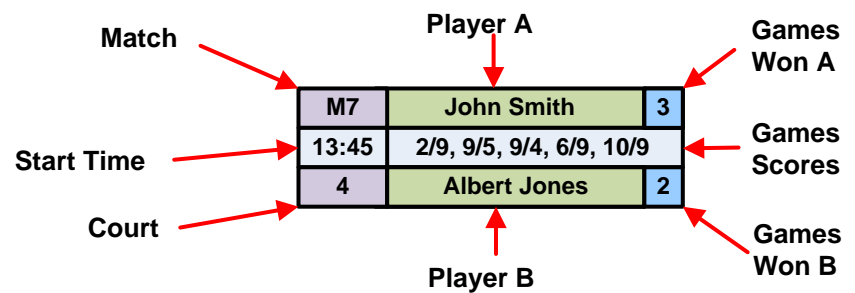 Match
Player A
Games
Won A
M7 John Smith 3
Start Time
13:45 2/9, 9/5, 9/4, 6/9, 10/9
Games
Scores
4 Albert Jones 2
Court
Player B
Games
Won B